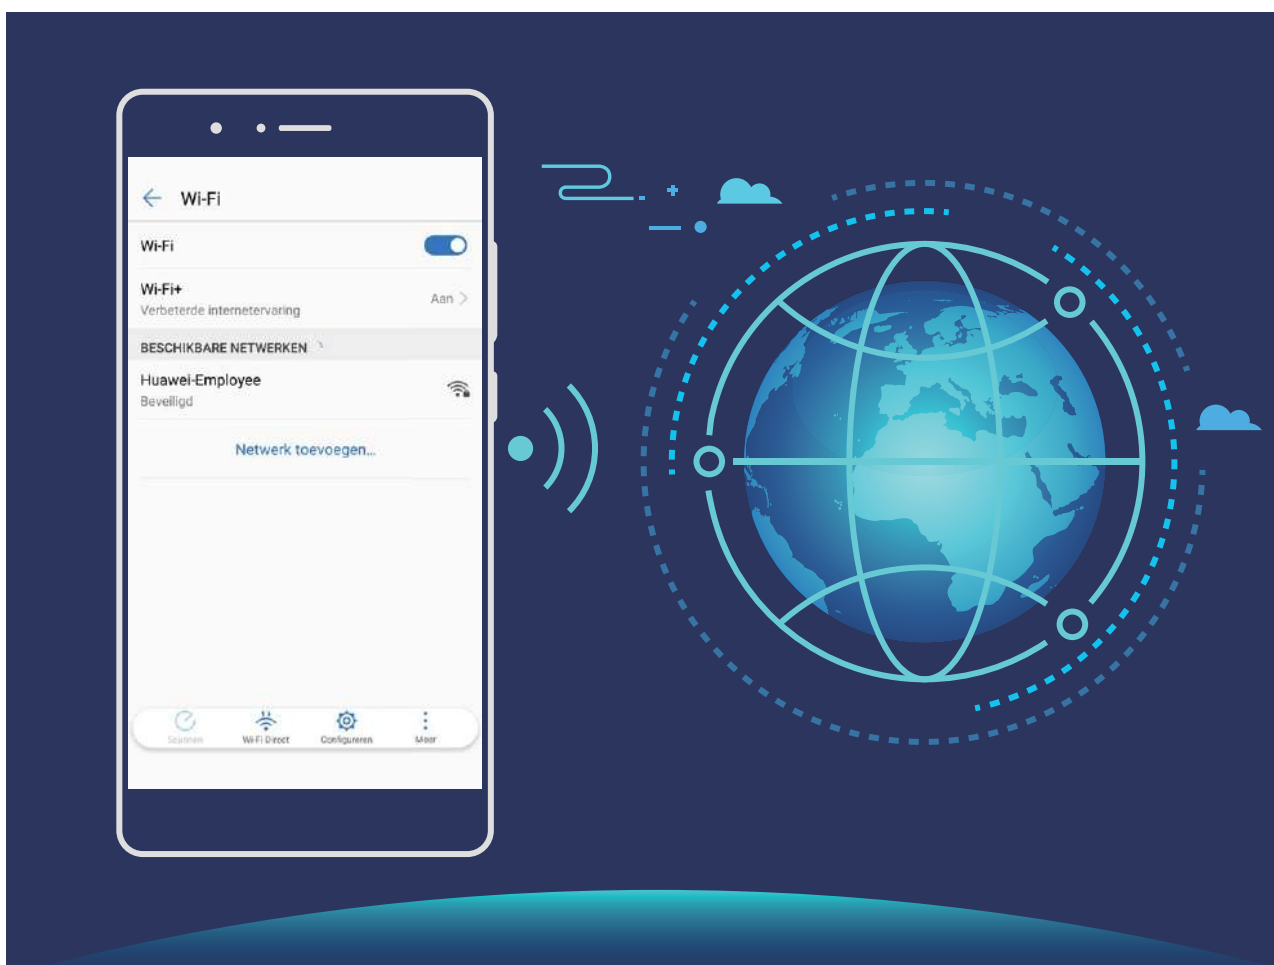 Wi-Fi
Wi-Fi
Wi-Fi+
Verbeterde internetervaring
Aan
BESCHIKBARE NETWERKEN
Huawei-Employee
Beveiligd
Netwerk toevoegen...
Scannen
Wi-Fi Direct
Configureren
Meer